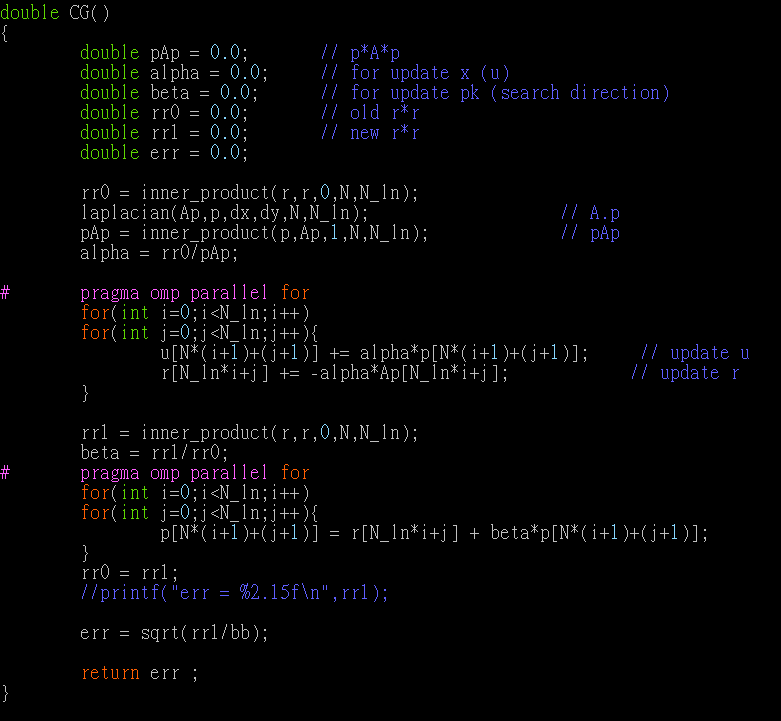 double CG()
{
        double pAp = 0.0;       // p*A*p
        double alpha = 0.0;     // for update x (u)
        double beta = 0.0;      // for update pk (search direction)
        double rr0 = 0.0;       // old r*r
        double rr1 = 0.0;       // new r*r
        double err = 0.0;

        rr0 = inner_product(r,r,0,N,N_ln);
        laplacian(Ap,p,dx,dy,N,N_ln);                   // A.p
        pAp = inner_product(p,Ap,1,N,N_ln);             // pAp
        alpha = rr0/pAp;

#       pragma omp parallel for
        for(int i=0;i<N_ln;i++)
        for(int j=0;j<N_ln;j++){
                u[N*(i+1)+(j+1)] += alpha*p[N*(i+1)+(j+1)];     // update u
                r[N_ln*i+j] += -alpha*Ap[N_ln*i+j];            // update r
        }

        rr1 = inner_product(r,r,0,N,N_ln);
        beta = rr1/rr0;
#       pragma omp parallel for
        for(int i=0;i<N_ln;i++)
        for(int j=0;j<N_ln;j++){
                p[N*(i+1)+(j+1)] = r[N_ln*i+j] + beta*p[N*(i+1)+(j+1)];
        }
        rr0 = rr1;
        //printf("err = %2.15f\n",rr1);

        err = sqrt(rr1/bb);

        return err ;
}